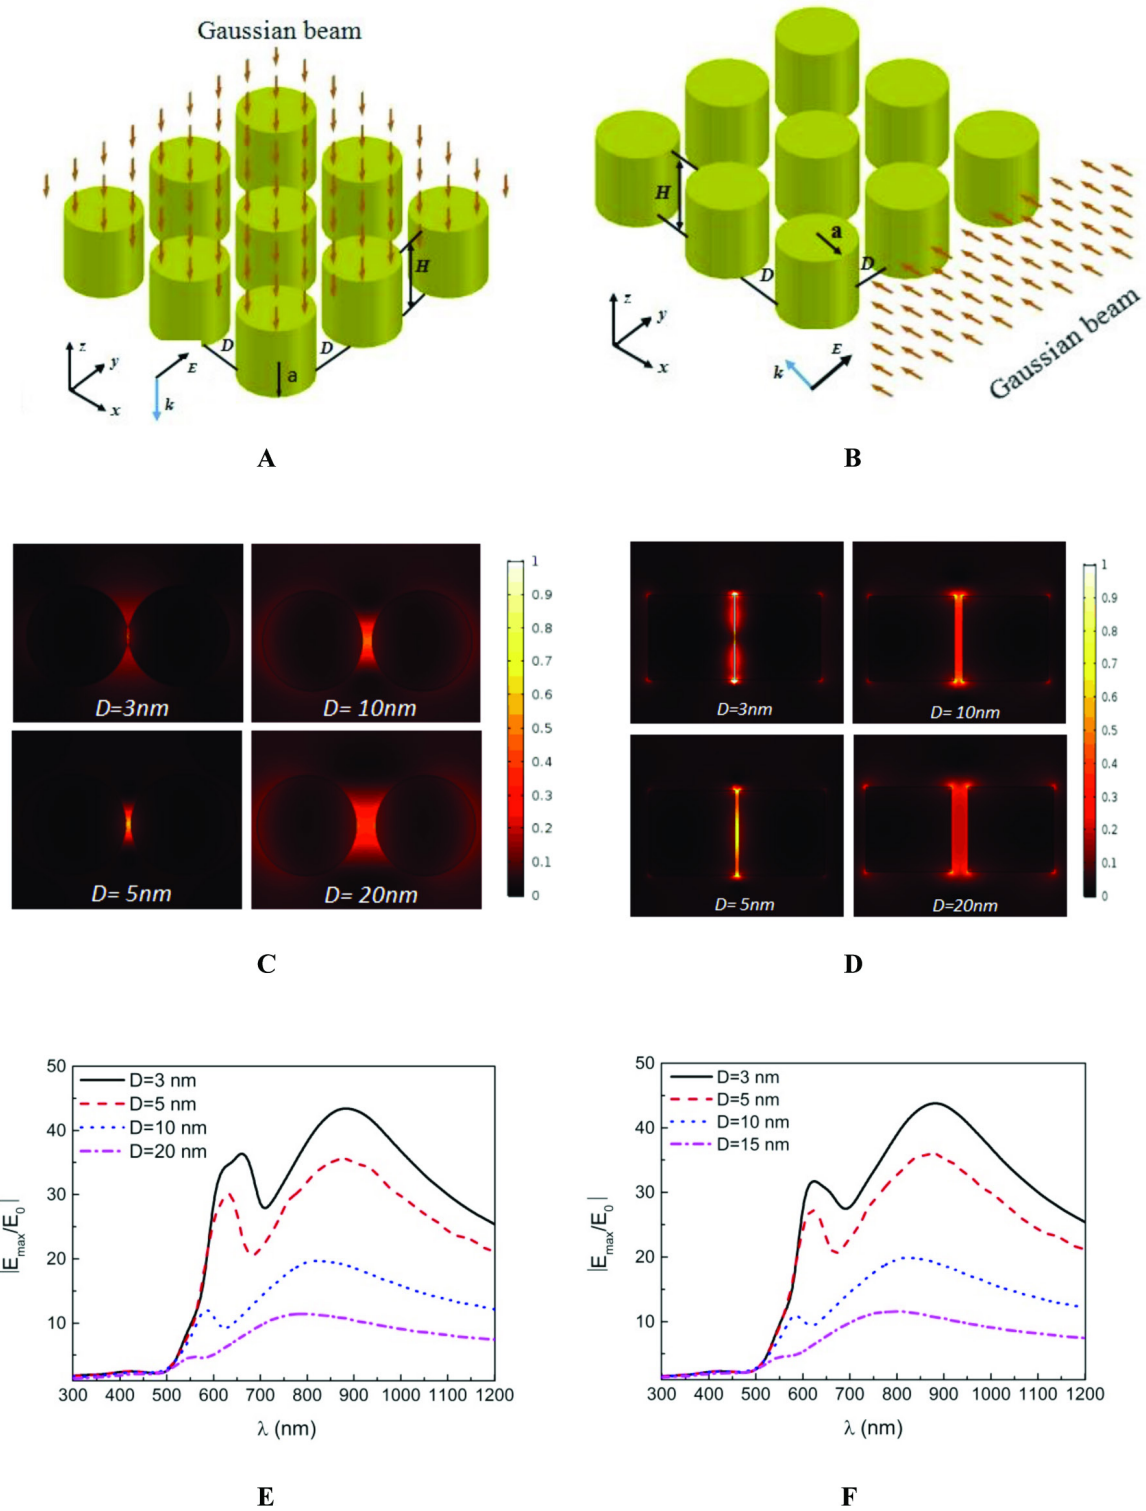 Gaussian beam
H
D
D
a
z
y
x
E
k
A
H
a
D
D
z
y
x
E
k
Gaussian beam
B
D=3nm
D= 10nm
D= 5nm
D= 20nm
1
0.9
0.8
0.7
0.6
0.5
0.4
0.3
0.2
0.1
0
C
D=3nm
D= 10nm
D= 5nm
D=20nm
1
0.9
0.8
0.7
0.6
0.5
0.4
0.3
0.2
0.1
0
D
50
40
30
20
10
|Emax/E0|
D=3 nm
D=5 nm
D=10 nm
D=20 nm
300 400 500 600 700 800 900 1000 1100 1200
λ (nm)
E
50
40
30
20
10
|Emax/E0|
D=3 nm
D=5 nm
D=10 nm
D=15 nm
300 400 500 600 700 800 900 1000 1100 1200
λ (nm)
F